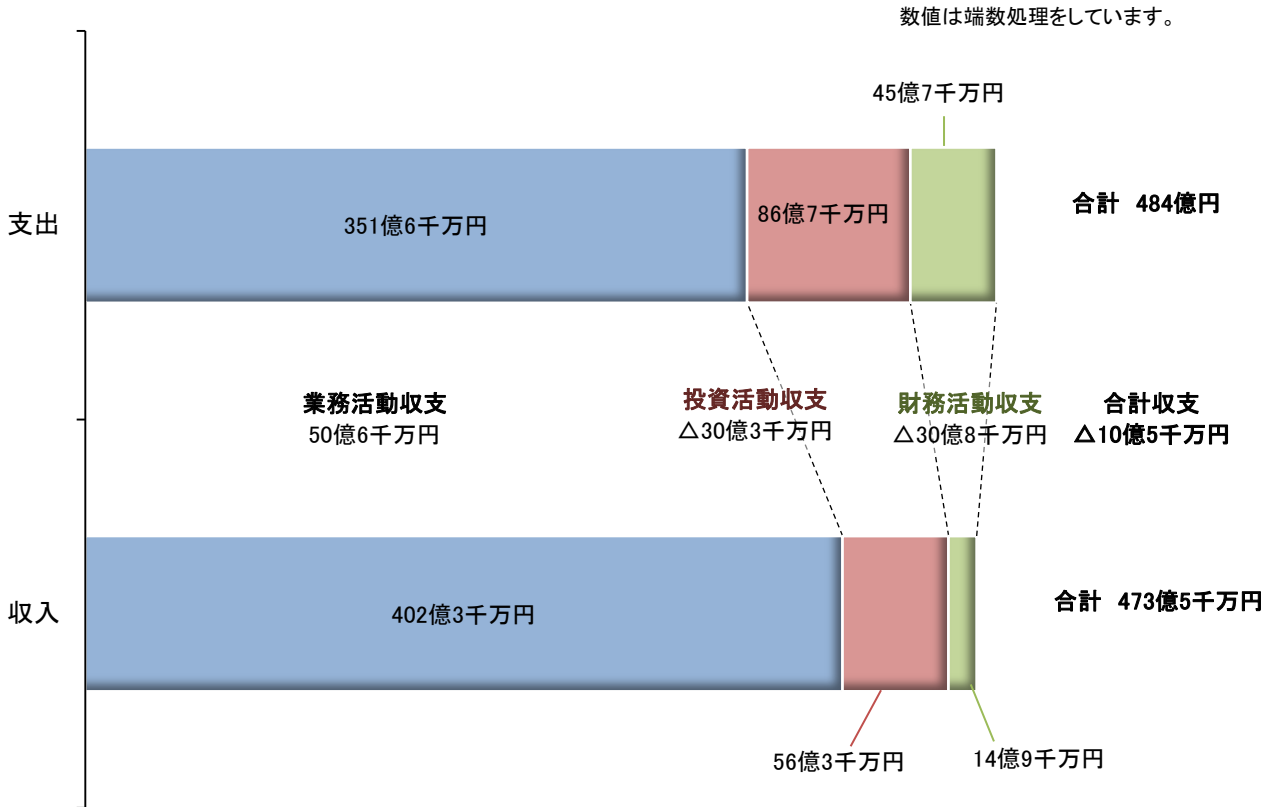 数値は端数処理をしています。
45億7千万円
支出
351億6千万円
86億7千万円
合計 484億円
業務活動収支
50億6千万円
投資活動収支
△30億3千万円
財務活動収支
△30億8千万円
合計収支
△10億5千万円
収入
402億3千万円
合計 473億5千万円
56億3千万円
14億9千万円